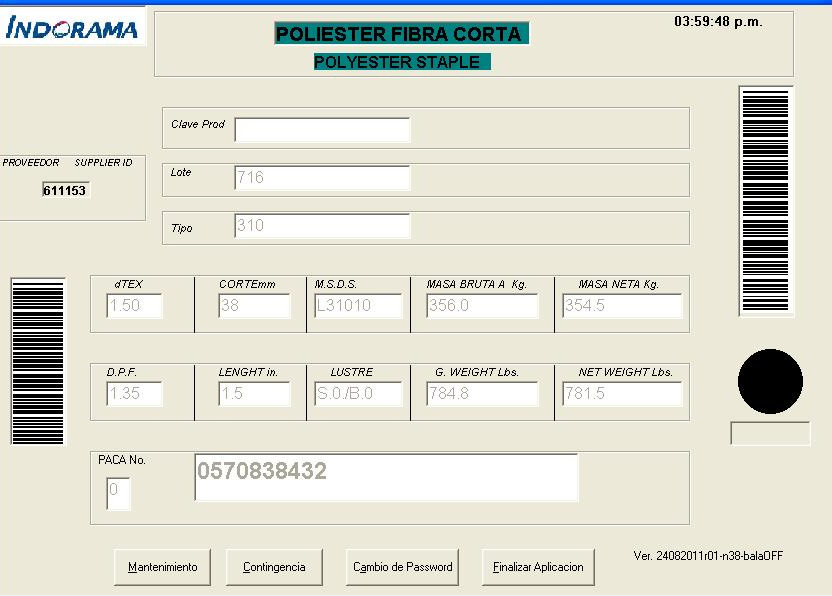 INDORAMA
POLIESTER FIBRA CORTA
POLYESTER STAPLE
03:59:48 p.m.
Clave Prod
PROVEEDOR SUPPLIER ID
611153
Lote 716
Tipo 310
dTEX CORTEmm M.S.D.S. MASA BRUTA A Kg. MASA NETA Kg.
1.50 38 L31010 356.0 354.5
D.P.F. LENGHT in. LUSTRE G. WEIGHT Lbs. NET WEIGHT Lbs.
1.35 1.5 S.0./B.0 784.8 781.5
PACA No.
0 0570838432
Mantenimiento Contingencia Cambio de Password Finalizar Aplicacion
Ver. 24082011r01-n38-balaOFF